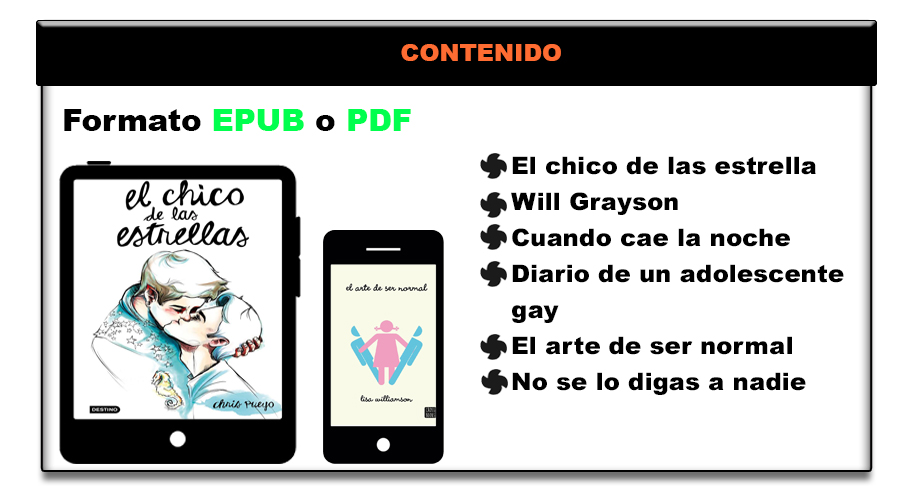 CONTENIDO
Formato EPUB o PDF
el chico
de las
estrellas
DESTINO
chris pueyo
el arte de ser normal
lisa williamson
El chico de las estrella
Will Grayson
Cuando cae la noche
Diario de un adolescente
gay
El arte de ser normal
No se lo digas a nadie